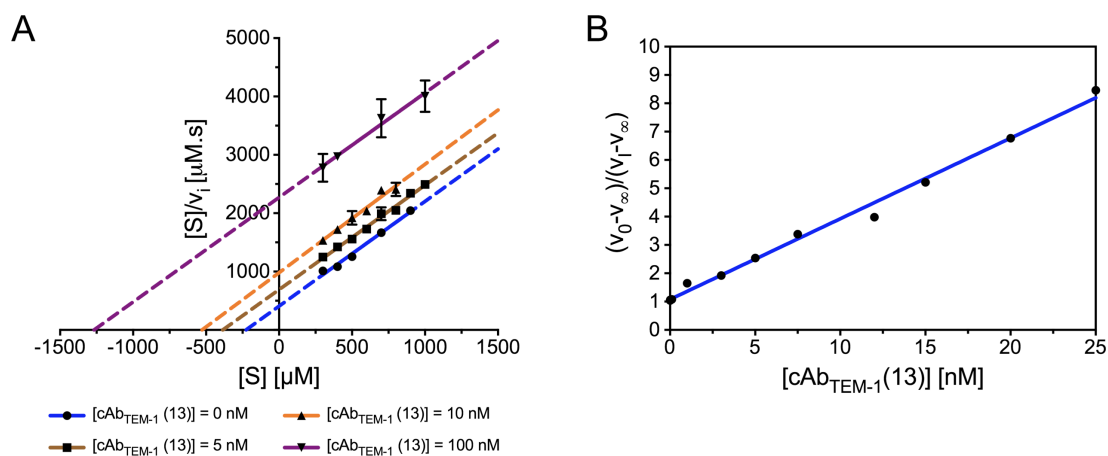 A
[S]/vi [µM.s]
5000
4000
3000
2000
1000
-1500 -1000 -500 0 500 1000 1500
[S] [µM]
[cAbTEM-1 (13)] = 0 nM
[cAbTEM-1 (13)] = 10 nM
[cAbTEM-1 (13)] = 5 nM
[cAbTEM-1 (13)] = 100 nM
B
(v0-v∞)/(vI-v∞)
10
9
8
7
6
5
4
3
2
1
0
0 5 10 15 20 25
[cAbTEM-1(13)] [nM]